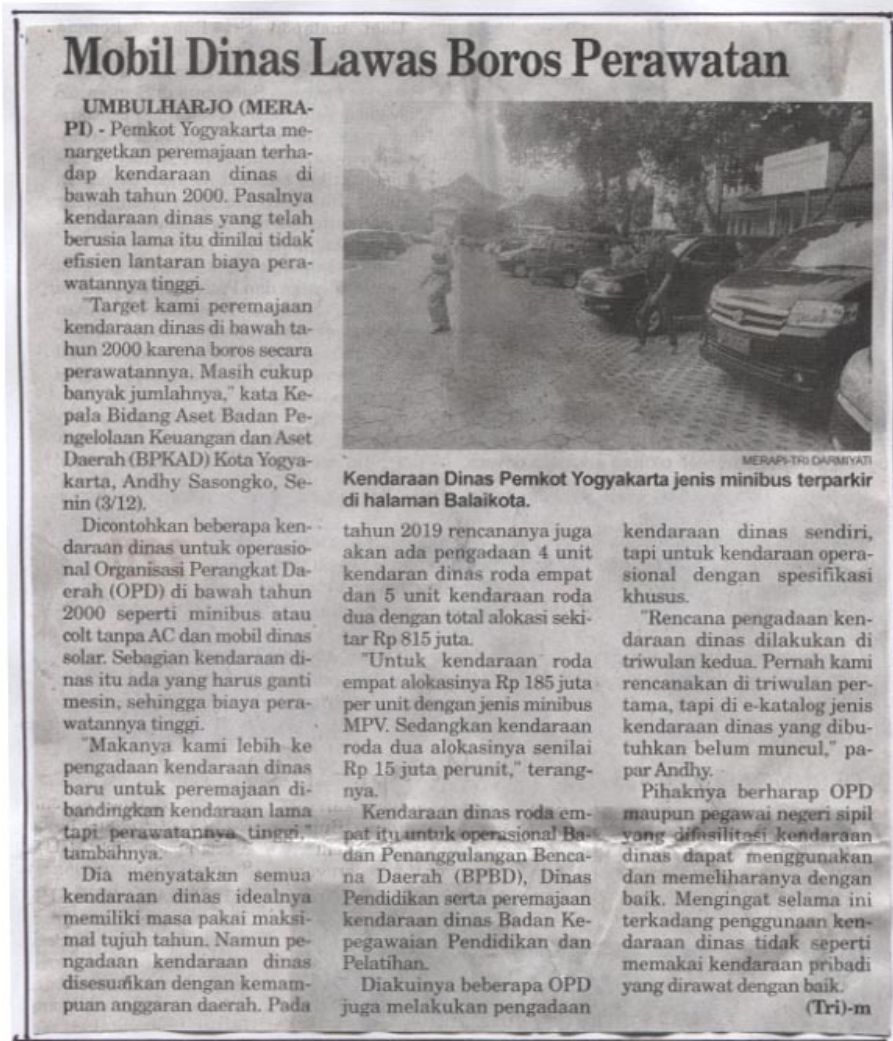 Mobil Dinas Lawas Boros Perawatan
UMBULHARJO (MERA-
PI) - Pemkot Yogyakarta me-
nargetkan peremajaan terha-
dap kendaraan dinas di
bawah tahun 2000. Pasalnya
kendaraan dinas yang telah
berusia lama itu dinilai tidak
efisien lantaran biaya pera-
watannya tinggi.
"Target kami peremajaan
kendaraan dinas di bawah ta-
hun 2000 karena boros secara
perawatannya. Masih cukup
banyak jumlahnya," kata Ke-
pala Bidang Aset Badan Pe-
ngelolaan Keuangan dan Aset
Daerah (BPKAD) Kota Yogya-
karta, Andhy Sasongko, Se-
nin (3/12).
Dicontohkan beberapa ken-
daraan dinas untuk operasio-
nal Organisasi Perangkat Da-
erah (OPD) di bawah tahun
2000 seperti minibus atau
colt tanpa AC dan mobil dinas
solar. Sebagian kendaraan di-
nas itu ada yang harus ganti
mesin, sehingga biaya pera-
watannya tinggi.
"Makanya kami lebih ke
pengadaan kendaraan dinas
baru untuk peremajaan di-
bandingkan kendaraan lama
tapi perawatannya tinggi,"
tambahnya.
Dia menyatakan semua
kendaraan dinas idealnya
memiliki masa pakai maksi-
mal tujuh tahun. Namun pe-
ngadaan kendaraan dinas
disesuaikan dengan kemam-
puan anggaran daerah. Pada
MERAPI-TRI DARMIYATI
Kendaraan Dinas Pemkot Yogyakarta jenis minibus terparkir
di halaman Balaikota.
tahun 2019 rencananya juga
akan ada pengadaan 4 unit
kendaran dinas roda empat
dan 5 unit kendaraan roda
dua dengan total alokasi seki-
tar Rp 815 juta.
"Untuk kendaraan roda
empat alokasinya Rp 185 juta
per unit dengan jenis minibus
MPV. Sedangkan kendaraan
roda dua alokasinya senilai
Rp 15 juta perunit," terang-
nya.
Kendaraan dinas roda em-
pat itu untuk operasional Ba-
dan Penanggulangan Benca-
na Daerah (BPBD), Dinas
Pendidikan serta peremajaan
kendaraan dinas Badan Ke-
pegawaian Pendidikan dan
Pelatihan.
Diakuinya beberapa OPD
juga melakukan pengadaan
kendaraan dinas sendiri,
tapi untuk kendaraan opera-
sional dengan spesifikasi
khusus.
"Rencana pengadaan ken-
daraan dinas dilakukan di
triwulan kedua. Pernah kami
rencanakan di triwulan per-
tama, tapi di e-katalog jenis
kendaraan dinas yang dibu-
tuhkan belum muncul," pa-
par Andhy.
Pihaknya berharap OPD
maupun pegawai negeri sipil
yang difasilitasi kendaraan
dinas dapat menggunakan
dan memeliharanya dengan
baik. Mengingat selama ini
terkadang penggunaan ken-
daraan dinas tidak seperti
memakai kendaraan pribadi
yang dirawat dengan baik.
(Tri)-m